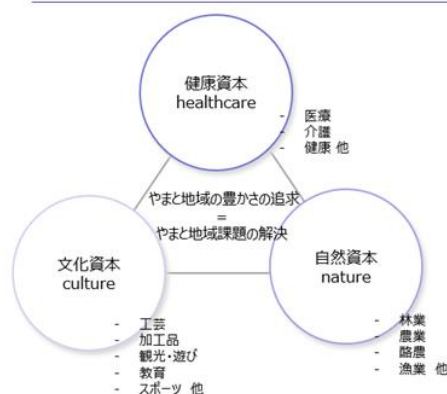 健康資本
healthcare
- 医療
- 介護
- 健康 他
やまと地域の豊かさの追求
=
やまと地域課題の解決
文化資本
culture
- 工芸
- 加工品
- 観光・遊び
- 教育
- スポーツ 他
自然資本
nature
- 林業
- 農業
- 酪農
- 漁業 他